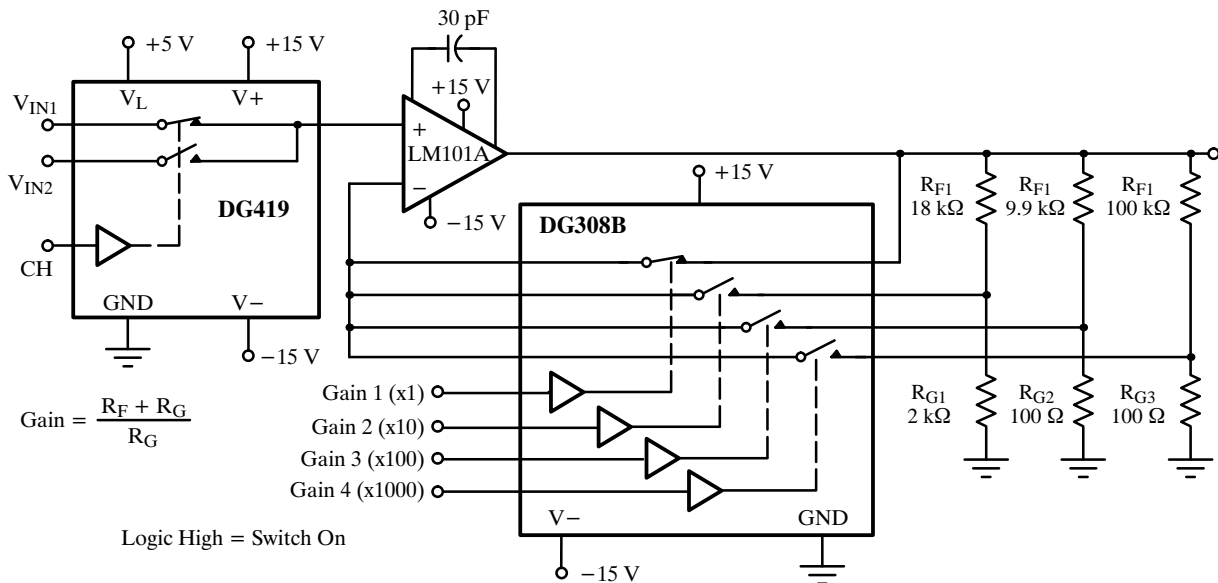 30 pF
+5 V
+15 V
V_L
V+
V_IN1
V_IN2
CH
DG419
GND
V−
−15 V
+
−
LM101A
+15 V
−15 V
+15 V
DG308B
R_F1
18 kΩ
R_F1
9.9 kΩ
R_F1
100 kΩ
R_G1
2 kΩ
R_G2
100 Ω
R_G3
100 Ω
Gain = R_F + R_G
R_G
Gain 1 (x1)
Gain 2 (x10)
Gain 3 (x100)
Gain 4 (x1000)
V−
GND
−15 V
Logic High = Switch On